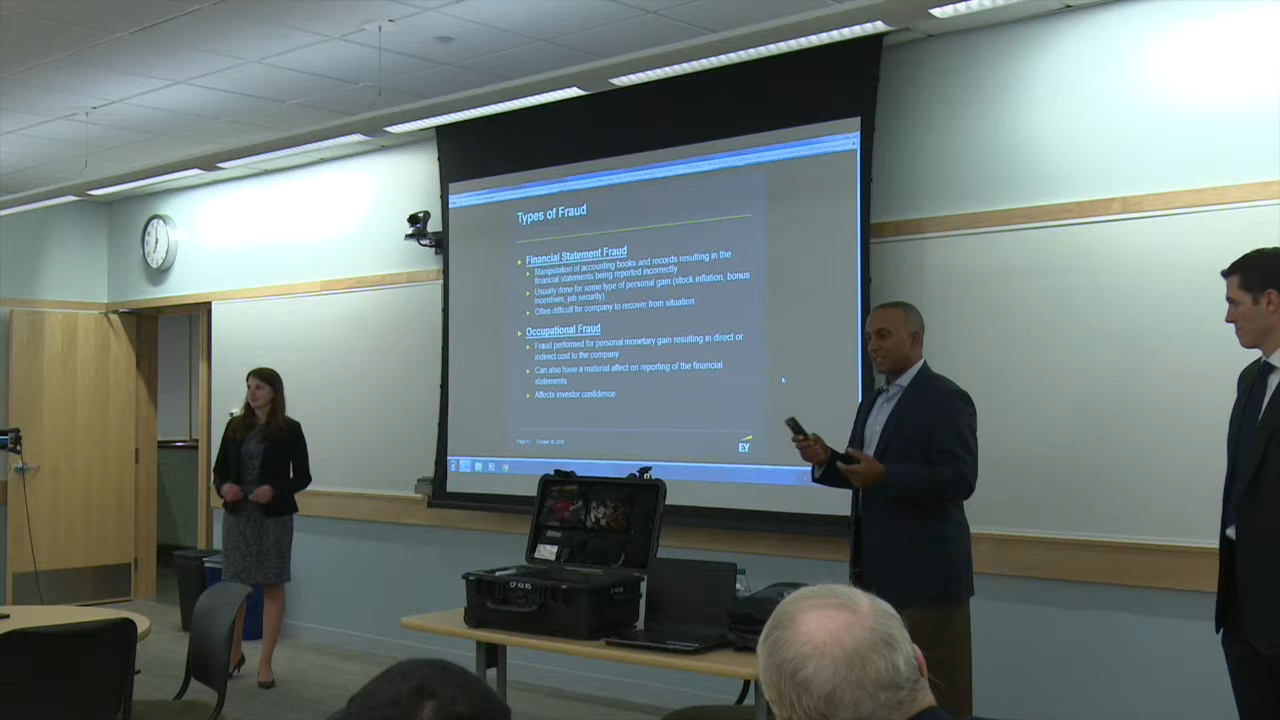 Types of Fraud
Financial Statement Fraud
Manipulation of accounting books and records resulting in the
financial statements being reported incorrectly
Usually done for some type of personal gain (stock inflation, bonus
incentives, job security)
Often difficult for company to recover from situation
Occupational Fraud
Fraud performed for personal monetary gain resulting in direct or
indirect cost to the company
Can also have a material affect on reporting of the financial
statements
Affects investor confidence
Page 11
EY